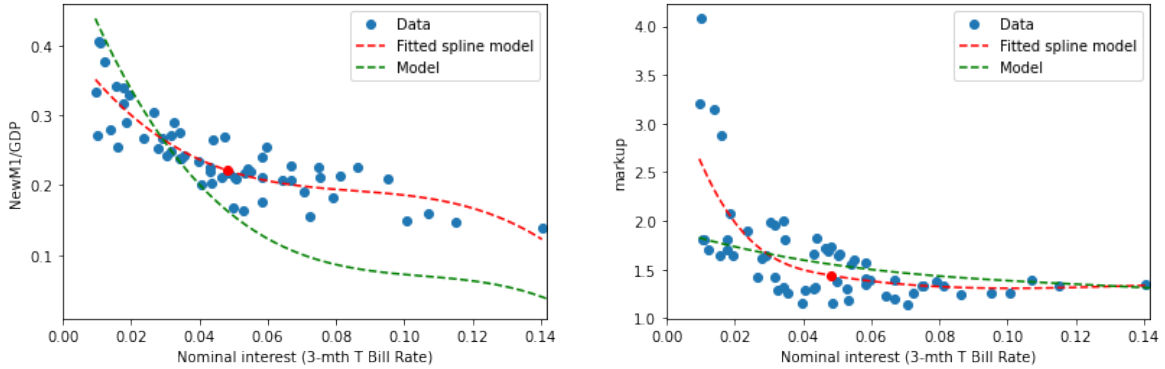 NewM1/GDP
0.4
0.3
0.2
0.1
0.00 0.02 0.04 0.06 0.08 0.10 0.12 0.14
Nominal interest (3-mth T Bill Rate)
Data
Fitted spline model
Model
markup
4.0
3.5
3.0
2.5
2.0
1.5
1.0
0.00 0.02 0.04 0.06 0.08 0.10 0.12 0.14
Nominal interest (3-mth T Bill Rate)
Data
Fitted spline model
Model